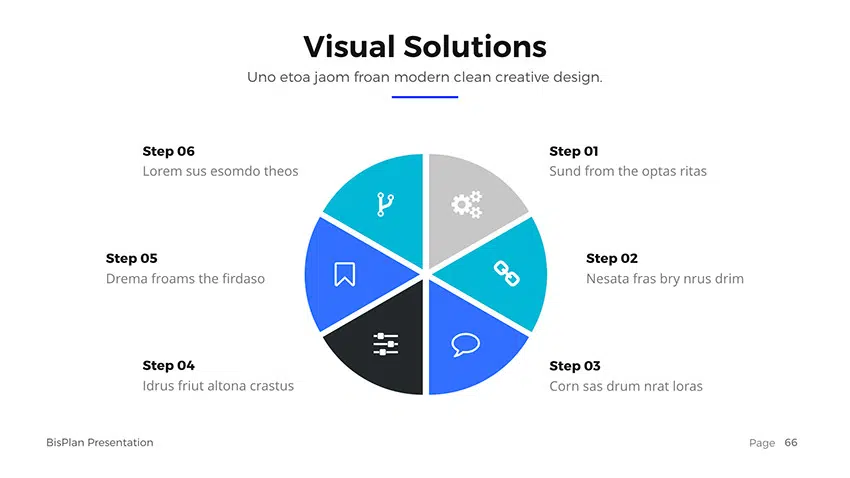 Visual Solutions
Uno etoa jaom froan modern clean creative design.
Step 06
Lorem sus esomdo theos
Step 01
Sund from the optas ritas
Step 05
Drema froams the firdaso
Step 02
Nesata fras bry nrus drim
Step 04
Idrus friut altona crastus
Step 03
Corn sas drum nrat loras
BisPlan Presentation
Page 66